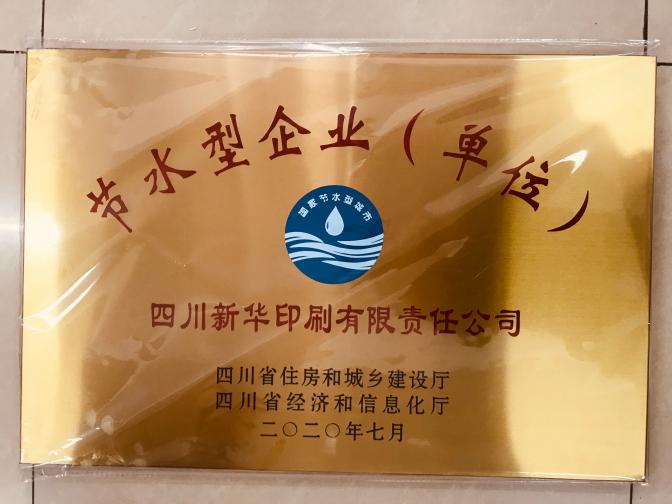 节水型企业（单位）
国家节水型城市
四川新华印刷有限责任公司
四川省住房和城乡建设厅
四川省经济和信息化厅
二〇二〇年七月